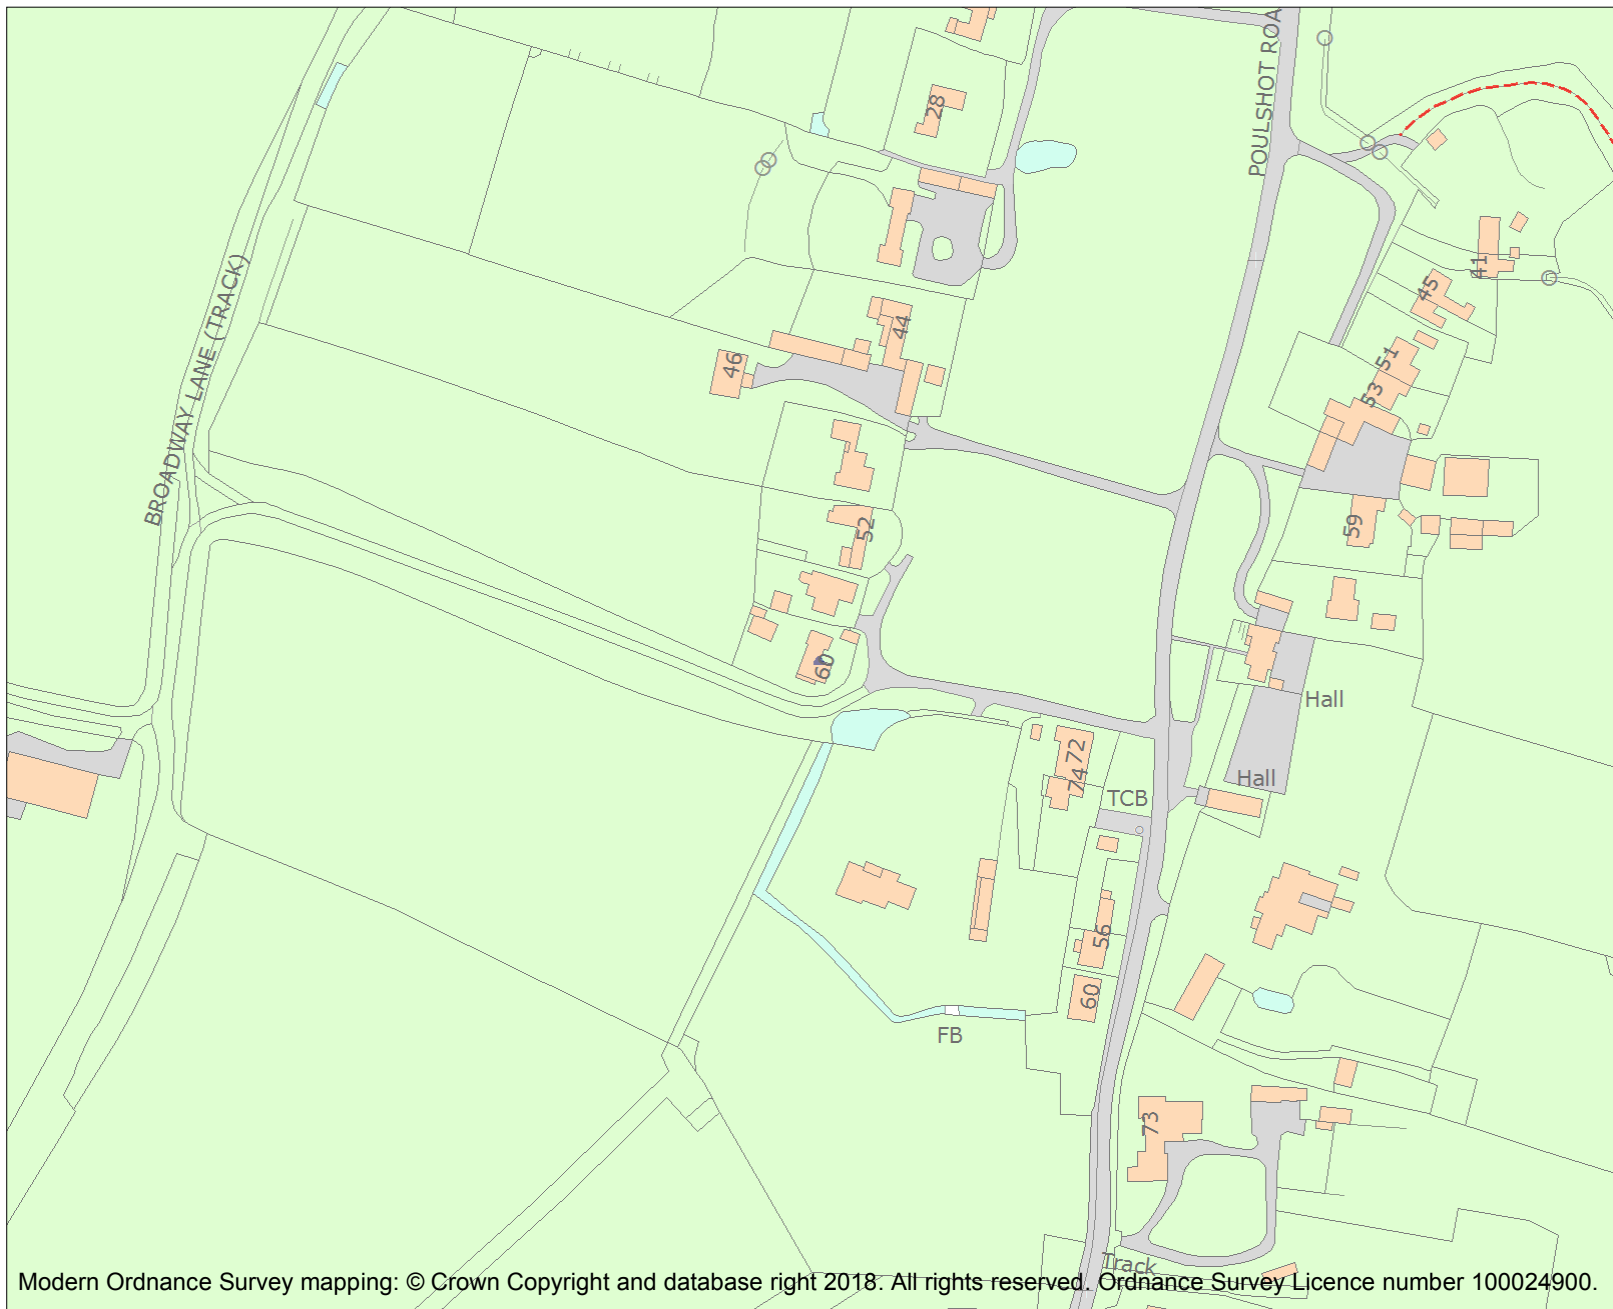 POULSHOT ROA
28
41
45
BROADWAY LANE (TRACK)
44
46
51
53
52
59
60
Hall
72
74
Hall
TCB
56
60
FB
73
Track
Modern Ordnance Survey mapping: © Crown Copyright and database right 2018. All rights reserved. Ordnance Survey Licence number 100024900.